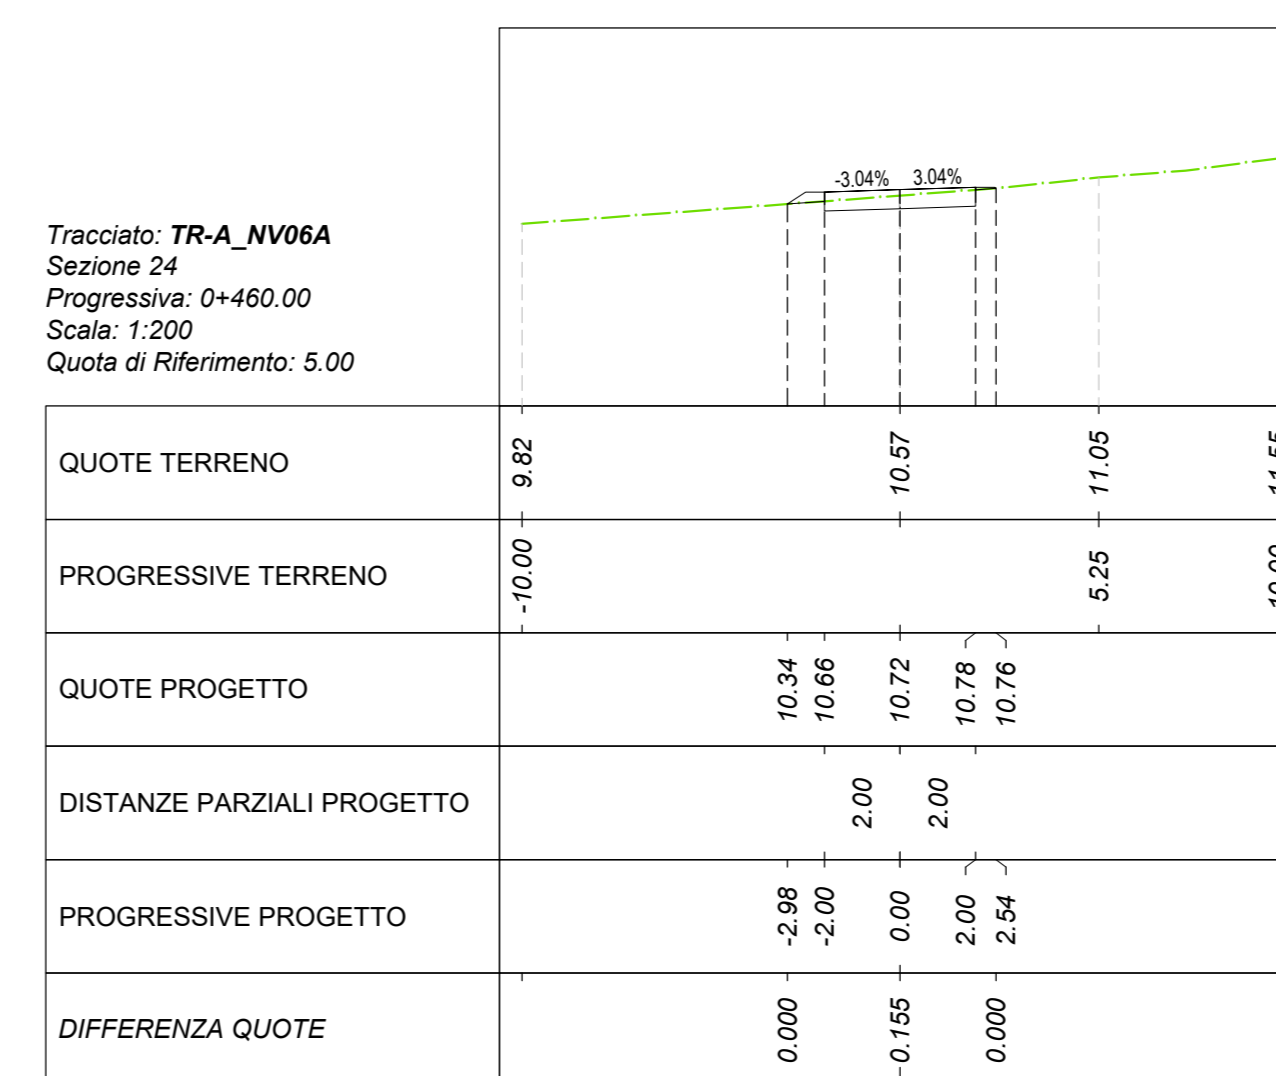 -3.04% 3.04%
Tracciato: TR-A_NV06A
Sezione 24
Progressiva: 0+460.00
Scala: 1:200
Quota di Riferimento: 5.00
QUOTE TERRENO 9.82 10.57 11.05
PROGRESSIVE TERRENO -10.00 5.25
QUOTE PROGETTO 10.34 10.66 10.72 10.78 10.76
DISTANZE PARZIALI PROGETTO 2.00 2.00
PROGRESSIVE PROGETTO -2.98 -2.00 0.00 2.00 2.54
DIFFERENZA QUOTE 0.000 0.155 0.000